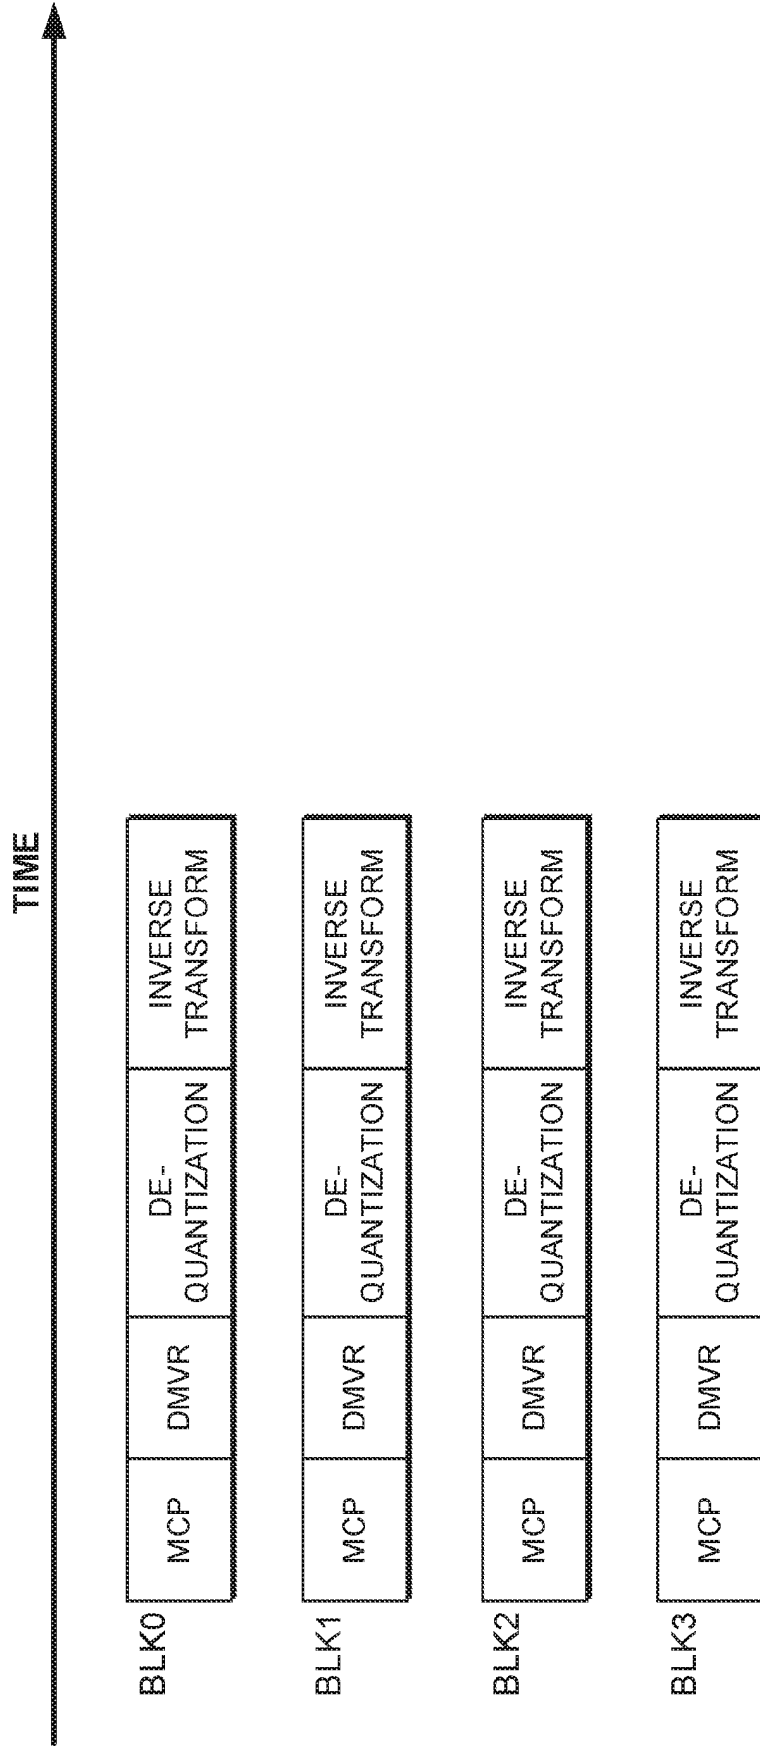 TIME
BLK0
MCP
DMVR
DE-
QUANTIZATION
INVERSE
TRANSFORM
BLK1
MCP
DMVR
DE-
QUANTIZATION
INVERSE
TRANSFORM
BLK2
MCP
DMVR
DE-
QUANTIZATION
INVERSE
TRANSFORM
BLK3
MCP
DMVR
DE-
QUANTIZATION
INVERSE
TRANSFORM